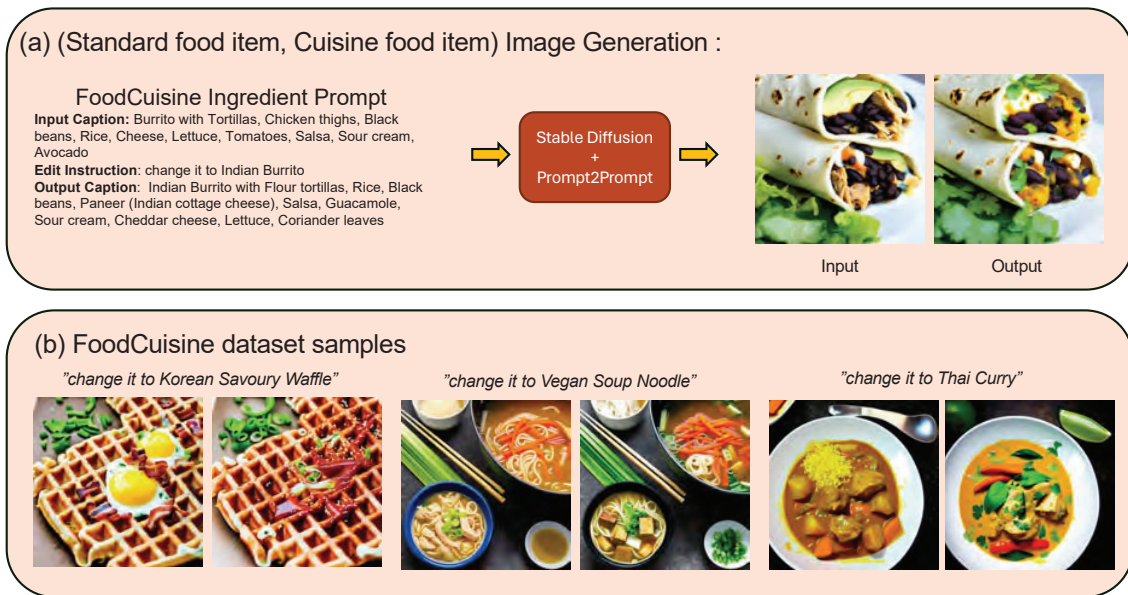 (a) (Standard food item, Cuisine food item) Image Generation :
FoodCuisine Ingredient Prompt
Input Caption: Burrito with Tortillas, Chicken thighs, Black
beans, Rice, Cheese, Lettuce, Tomatoes, Salsa, Sour cream,
Avocado
Edit Instruction: change it to Indian Burrito
Output Caption: Indian Burrito with Flour tortillas, Rice, Black
beans, Paneer (Indian cottage cheese), Salsa, Guacamole,
Sour cream, Cheddar cheese, Lettuce, Coriander leaves
Stable Diffusion
+
Prompt2Prompt
Input
Output
(b) FoodCuisine dataset samples
"change it to Korean Savoury Waffle"
"change it to Vegan Soup Noodle"
"change it to Thai Curry"